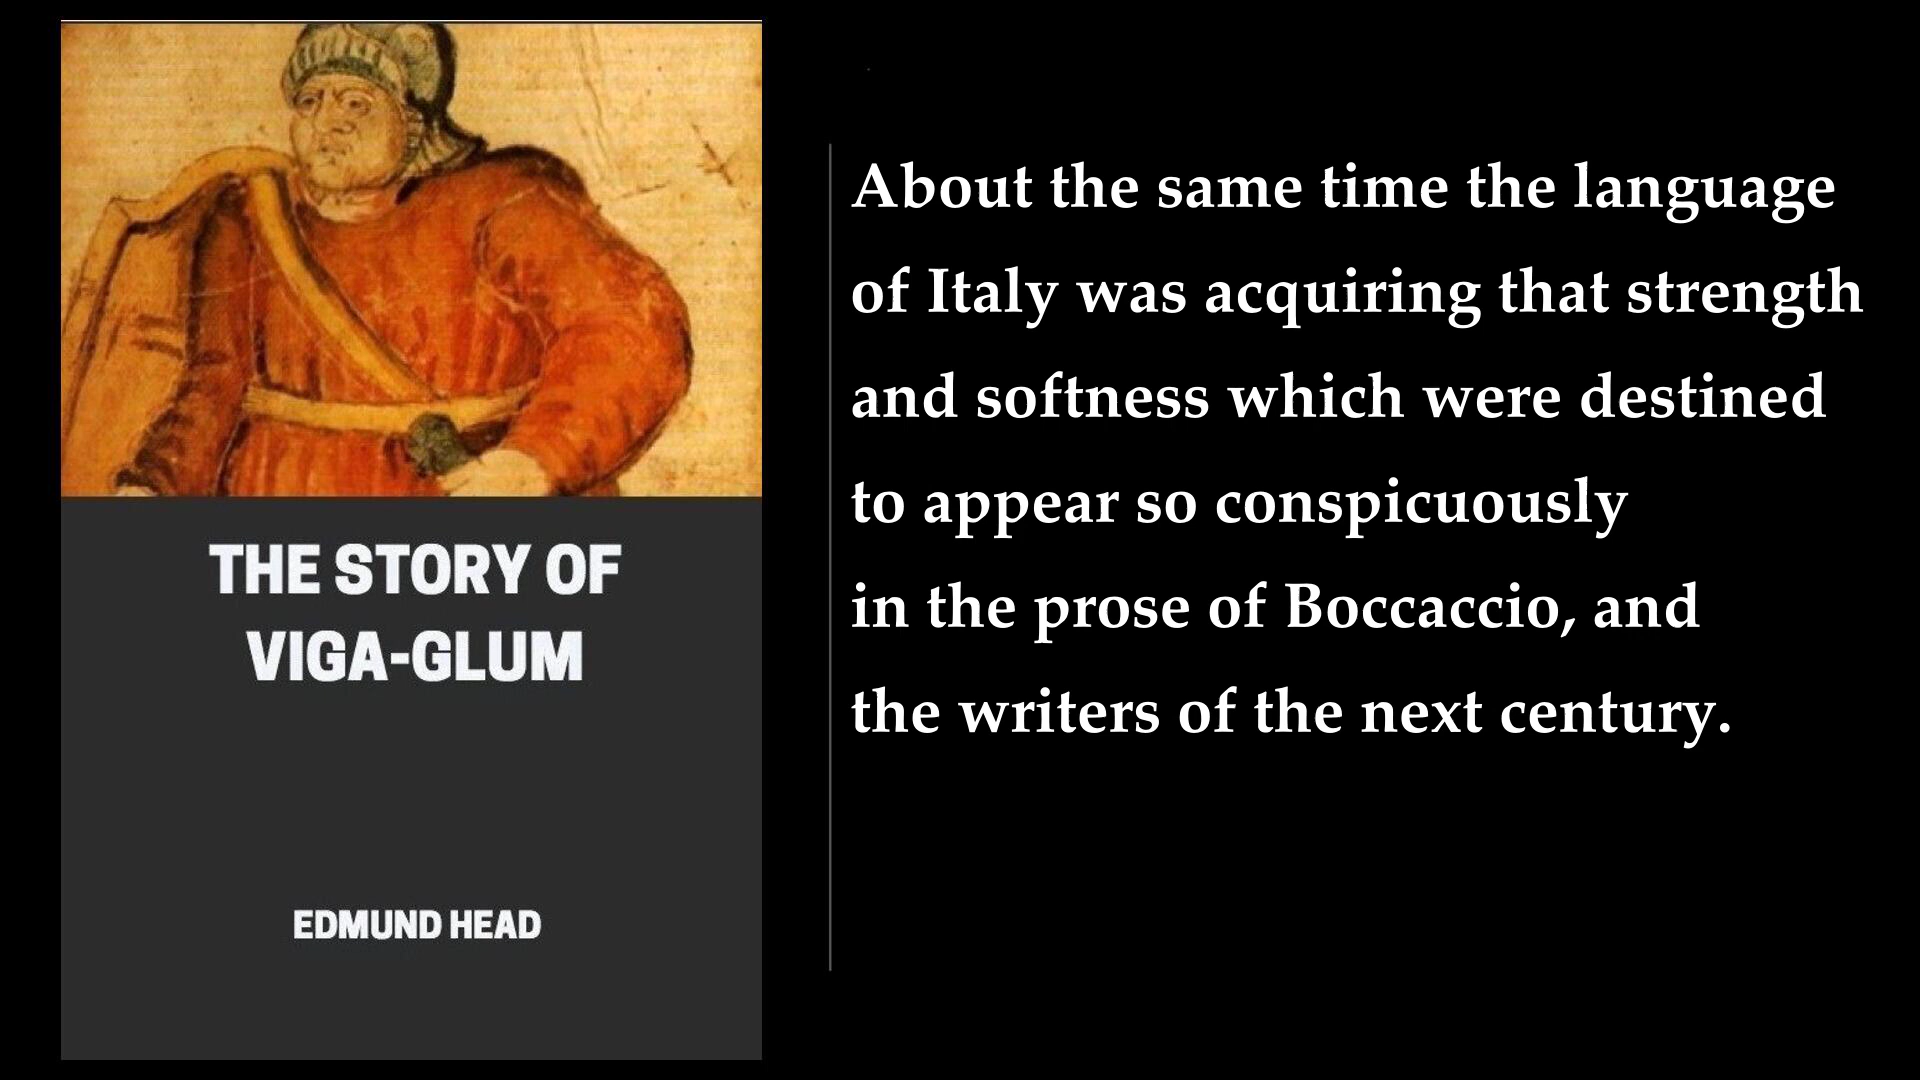 THE STORY OF
VIGA-GLUM
EDMUND HEAD
About the same time the language
of Italy was acquiring that strength
and softness which were destined
to appear so conspicuously
in the prose of Boccaccio, and
the writers of the next century.